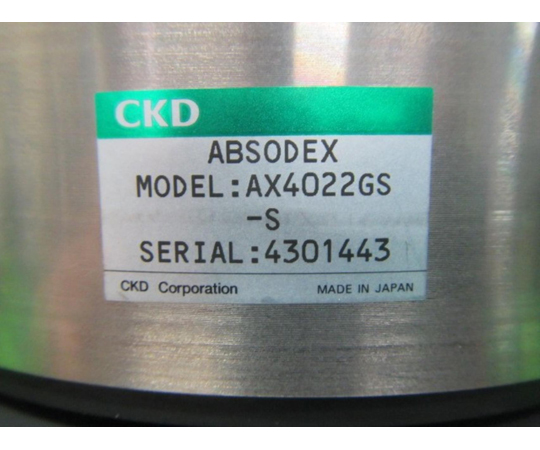 CKD
ABSODEX
MODEL:AX4022GS
-S
SERIAL:4301443
CKD Corporation MADE IN JAPAN